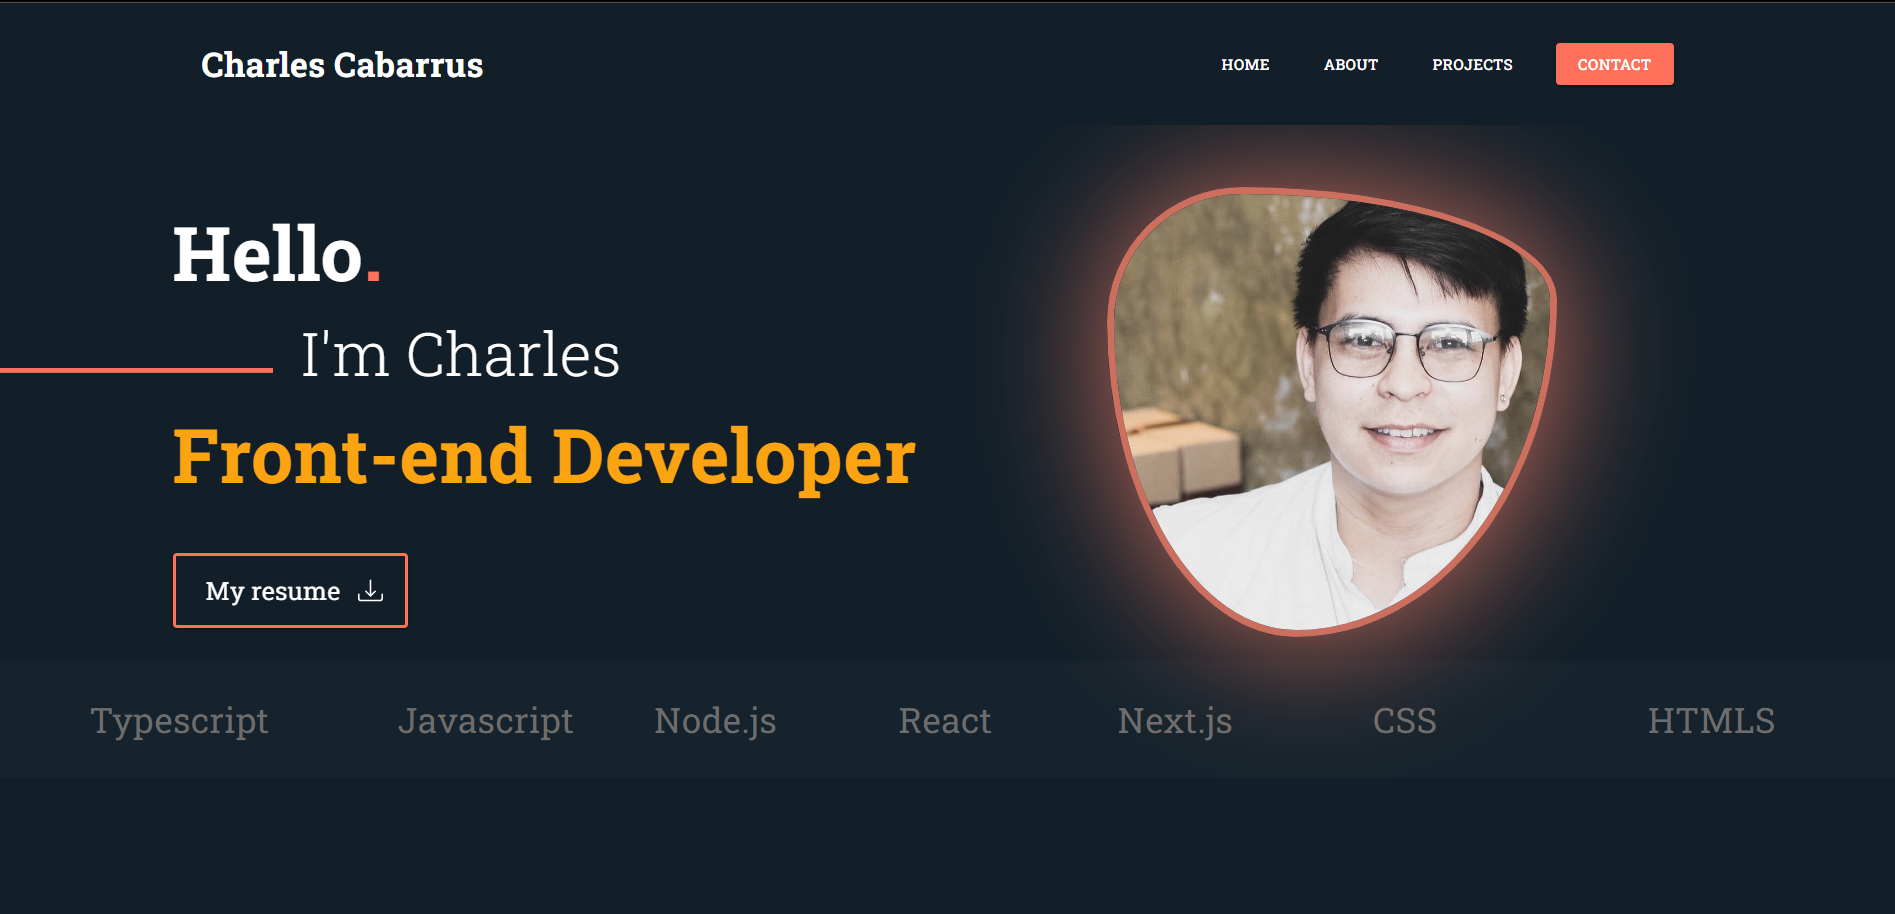 Charles Cabarrus
HOME ABOUT PROJECTS CONTACT
Hello.
I'm Charles
Front-end Developer
My resume
Typescript Javascript Node.js React Next.js CSS HTMLS